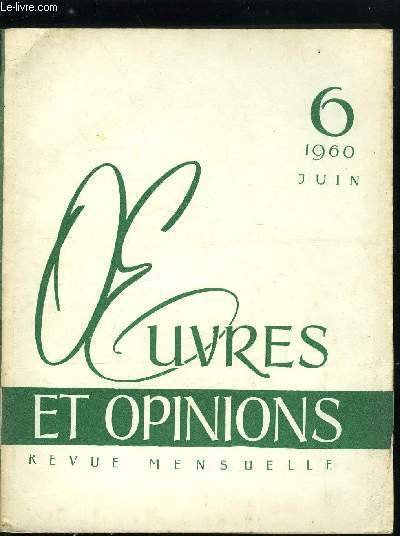 Le-livre.com
6
1960
JUIN
ŒUVRES
ET OPINIONS
REVUE MENSUELLE